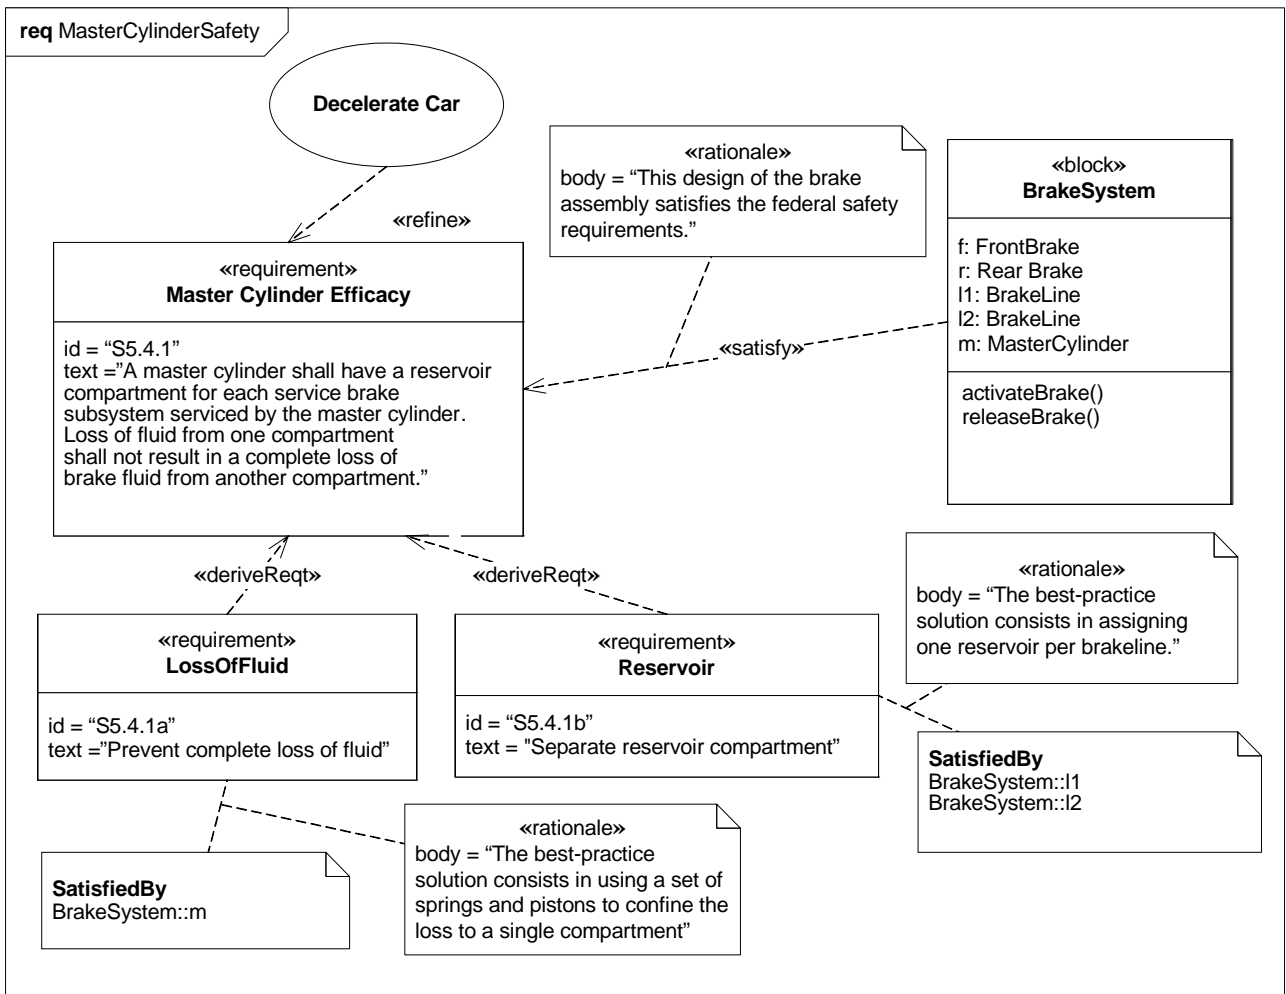 req MasterCylinderSafety
Decelerate Car
«refine»
«rationale»
body = “This design of the brake
assembly satisfies the federal safety
requirements.”
«block»
BrakeSystem
f: FrontBrake
r: Rear Brake
l1: BrakeLine
l2: BrakeLine
m: MasterCylinder
activateBrake()
releaseBrake()
«requirement»
Master Cylinder Efficacy
id = “S5.4.1”
text =”A master cylinder shall have a reservoir
compartment for each service brake
subsystem serviced by the master cylinder.
Loss of fluid from one compartment
shall not result in a complete loss of
brake fluid from another compartment.”
«satisfy»
«deriveReqt»
«deriveReqt»
«requirement»
LossOfFluid
id = “S5.4.1a”
text =”Prevent complete loss of fluid”
«requirement»
Reservoir
id = “S5.4.1b”
text = "Separate reservoir compartment”
«rationale»
body = “The best-practice
solution consists in assigning
one reservoir per brakeline.”
SatisfiedBy
BrakeSystem::l1
BrakeSystem::l2
SatisfiedBy
BrakeSystem::m
«rationale»
body = “The best-practice
solution consists in using a set of
springs and pistons to confine the
loss to a single compartment”